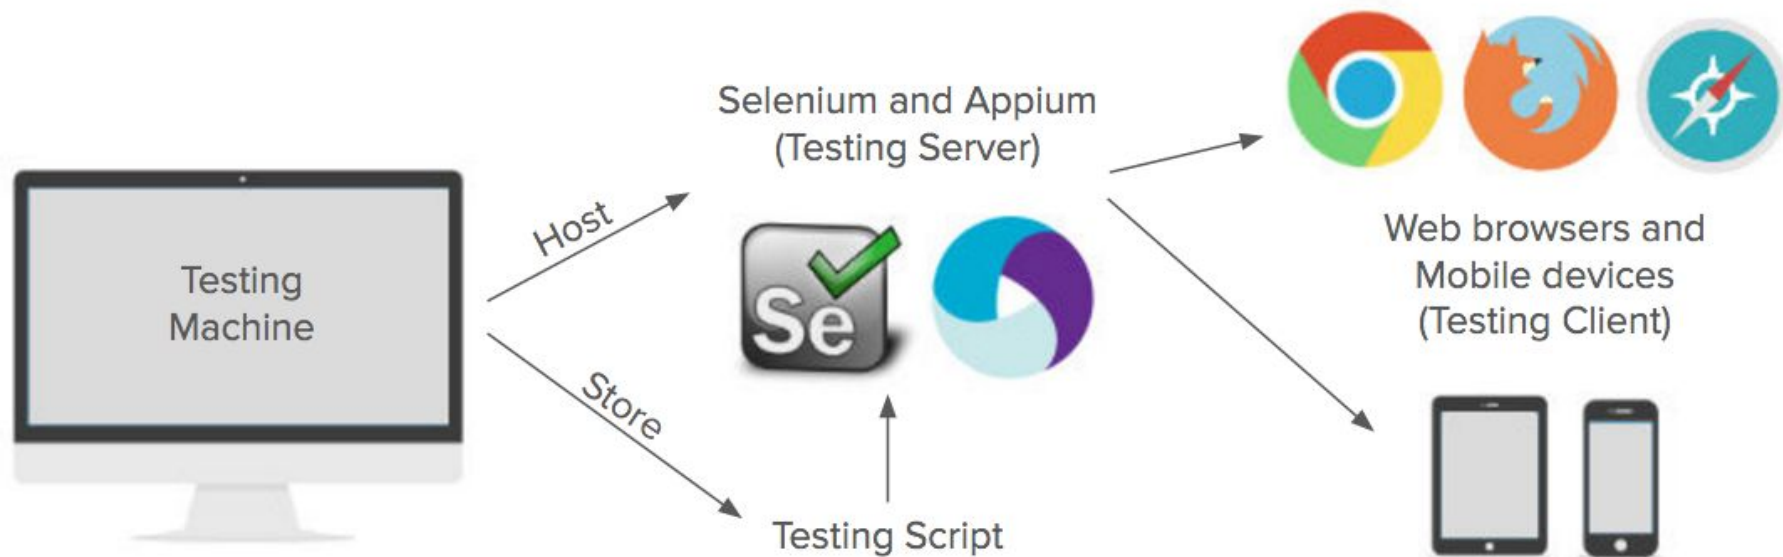 Testing
Machine
Host
Store
Selenium and Appium
(Testing Server)
Se
Testing Script
Web browsers and
Mobile devices
(Testing Client)